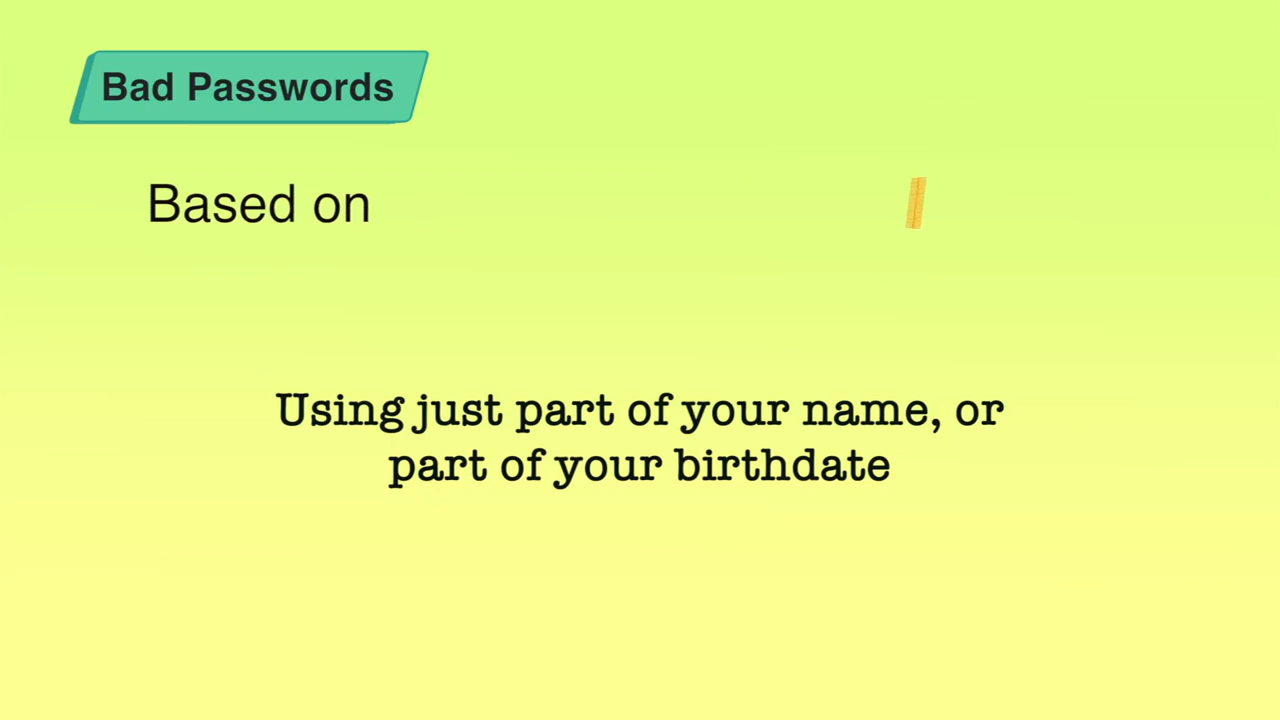 Bad Passwords
Based on
Using just part of your name, or
part of your birthdate